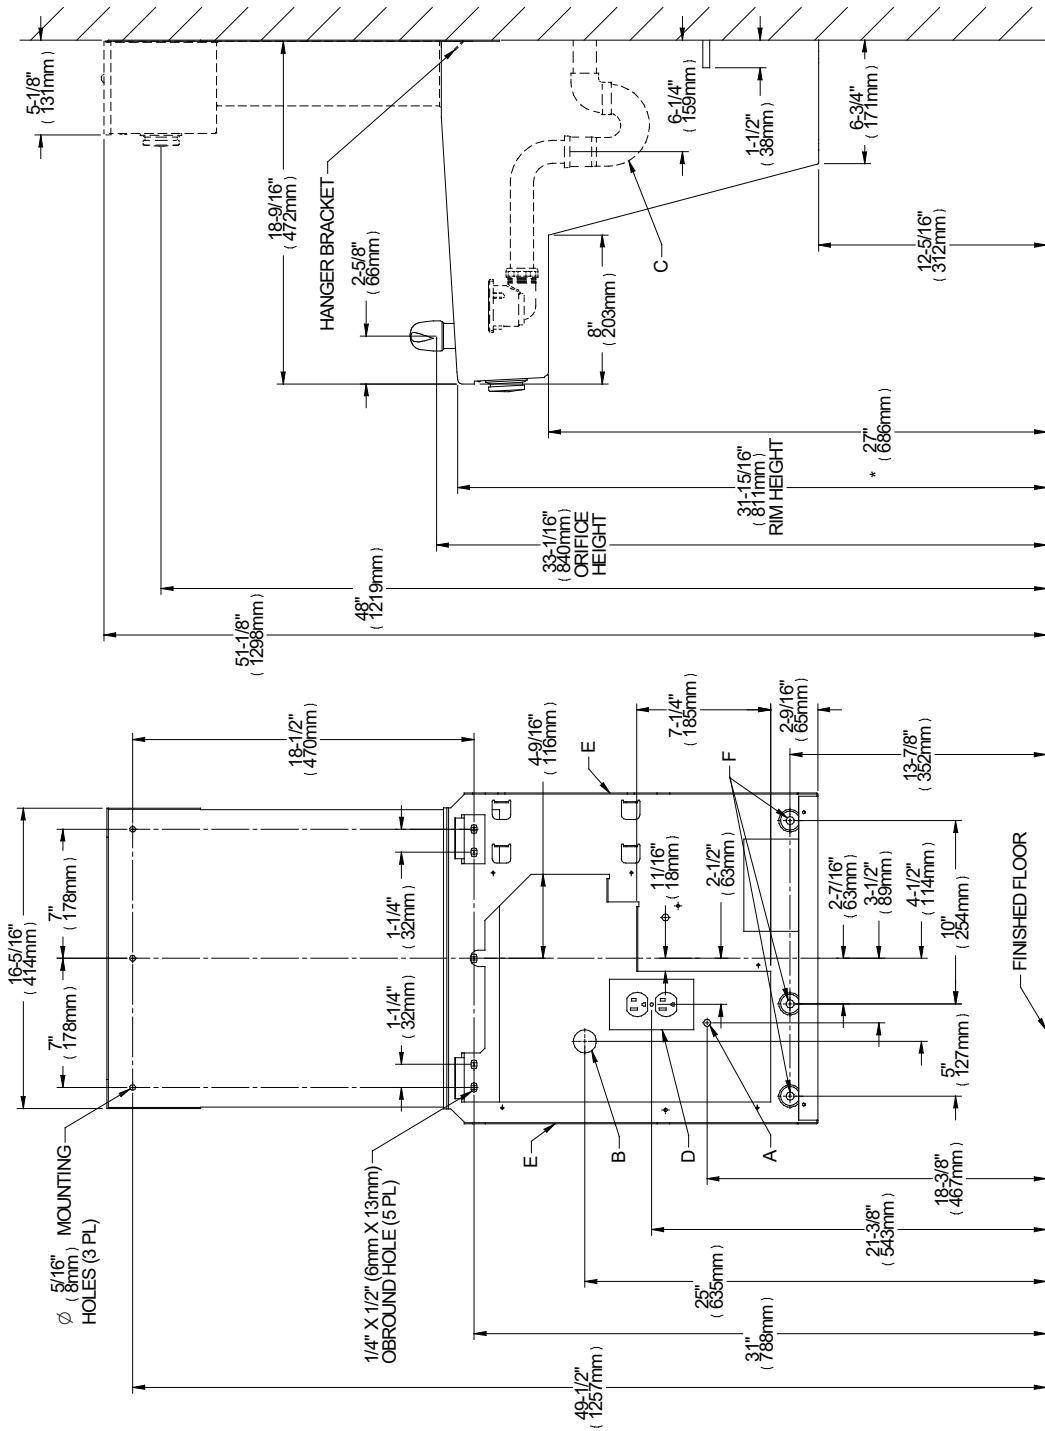 5-1/8"
( 131mm)
18-9/16"
( 472mm)
HANGER BRACKET
2-5/8"
( 66mm)
6-1/4"
( 159mm)
1-1/2"
( 38mm)
6-3/4"
( 171mm)
C
8"
( 203mm)
12-5/16"
( 312mm)
27"
* ( 686mm)
31-15/16"
( 811mm)
RIM HEIGHT
33-1/16"
( 840mm)
ORIFICE
HEIGHT
48"
( 1219mm)
51-1/8"
( 1298mm)
16-5/16"
( 414mm)
7"
( 178mm)
7"
( 178mm)
Ø 5/16" MOUNTING
( 8mm)
HOLES (3 PL)
18-1/2"
( 470mm)
1-1/4"
( 32mm)
1-1/4"
( 32mm)
1/4" X 1/2" (6mm X 13mm)
OBROUND HOLE (5 PL)
4-9/16"
( 116mm)
E
E
7-1/4"
( 185mm)
2-9/16"
( 65mm)
11/16"
( 18mm)
2-1/2"
( 63mm)
F
B
D
A
13-7/8"
( 352mm)
2-7/16"
( 63mm)
3-1/2"
( 89mm)
4-1/2"
( 114mm)
10"
( 254mm)
5"
( 127mm)
FINISHED FLOOR
18-3/8"
( 467mm)
21-3/8"
( 543mm)
25"
( 635mm)
31"
( 788mm)
49-1/2"
( 1257mm)